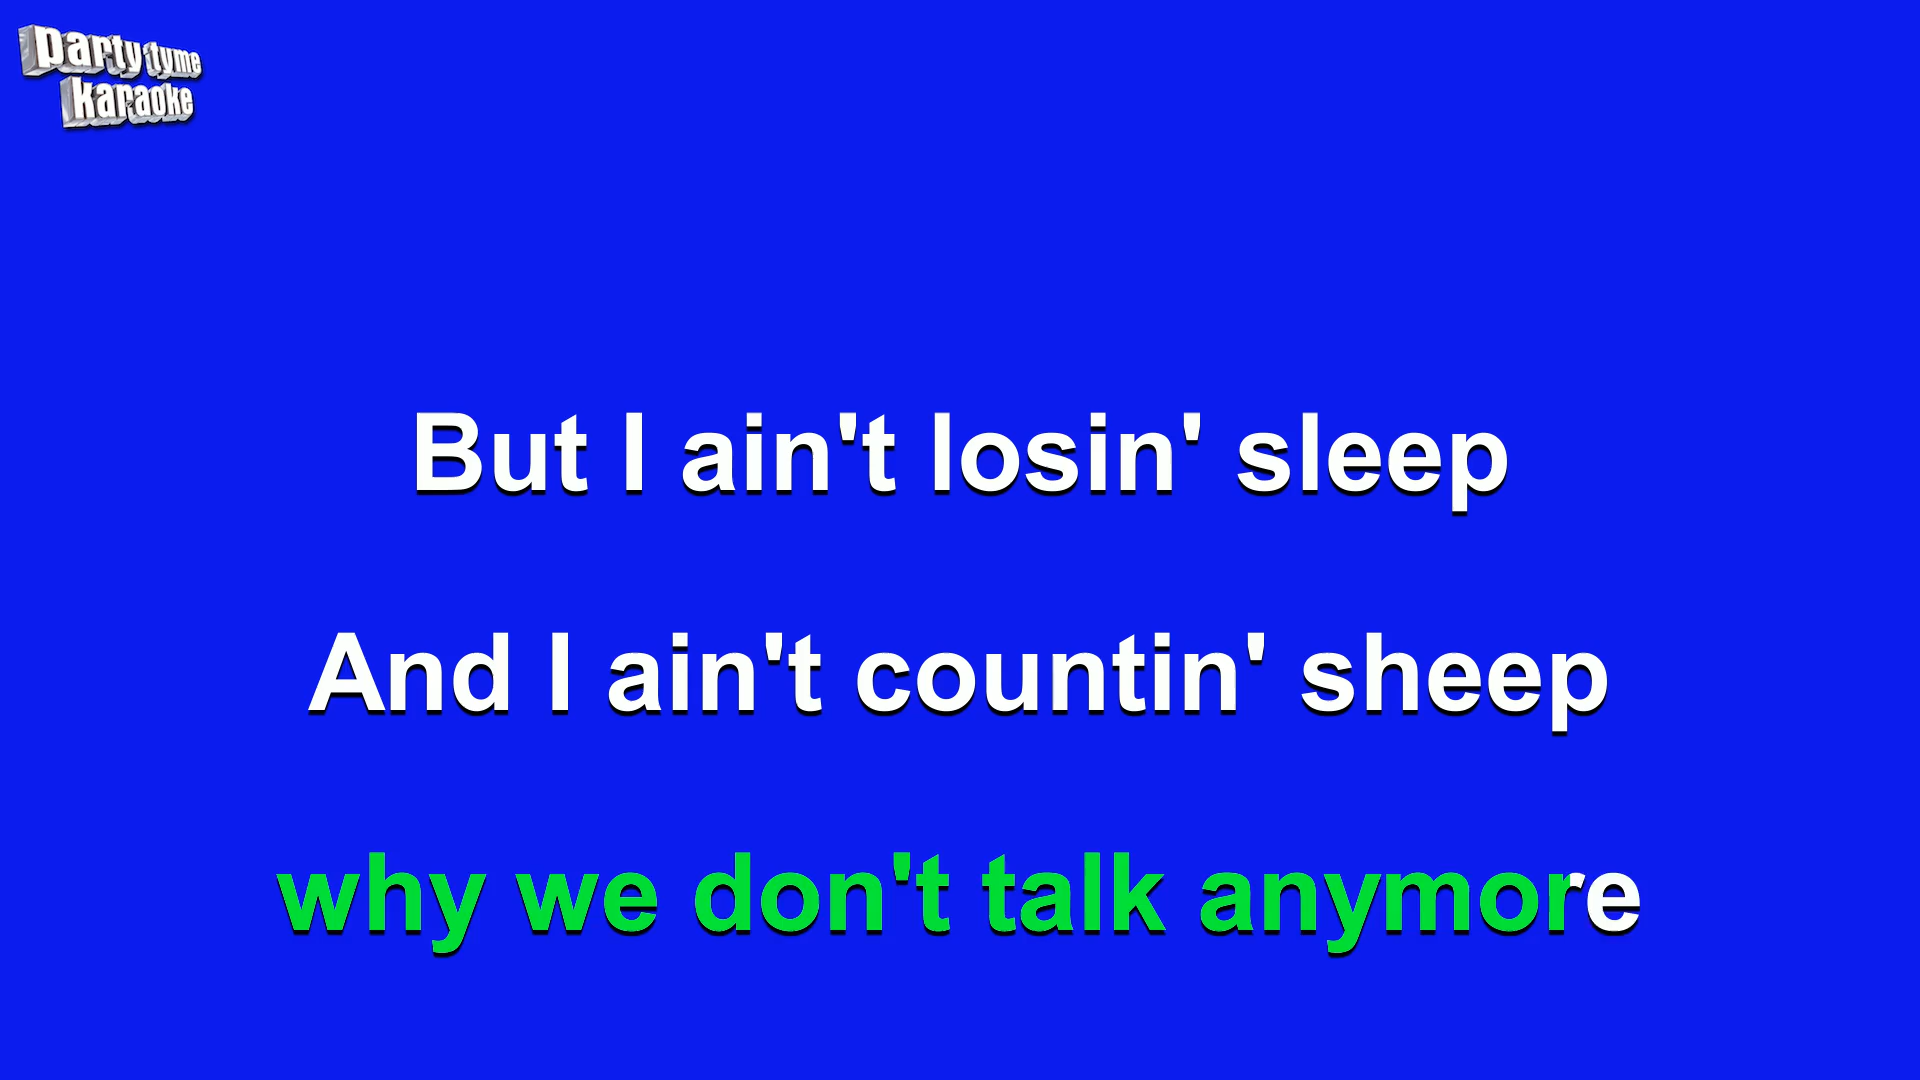 party tyme
karaoke
But I ain't losin' sleep
And I ain't countin' sheep
why we don't talk anymore